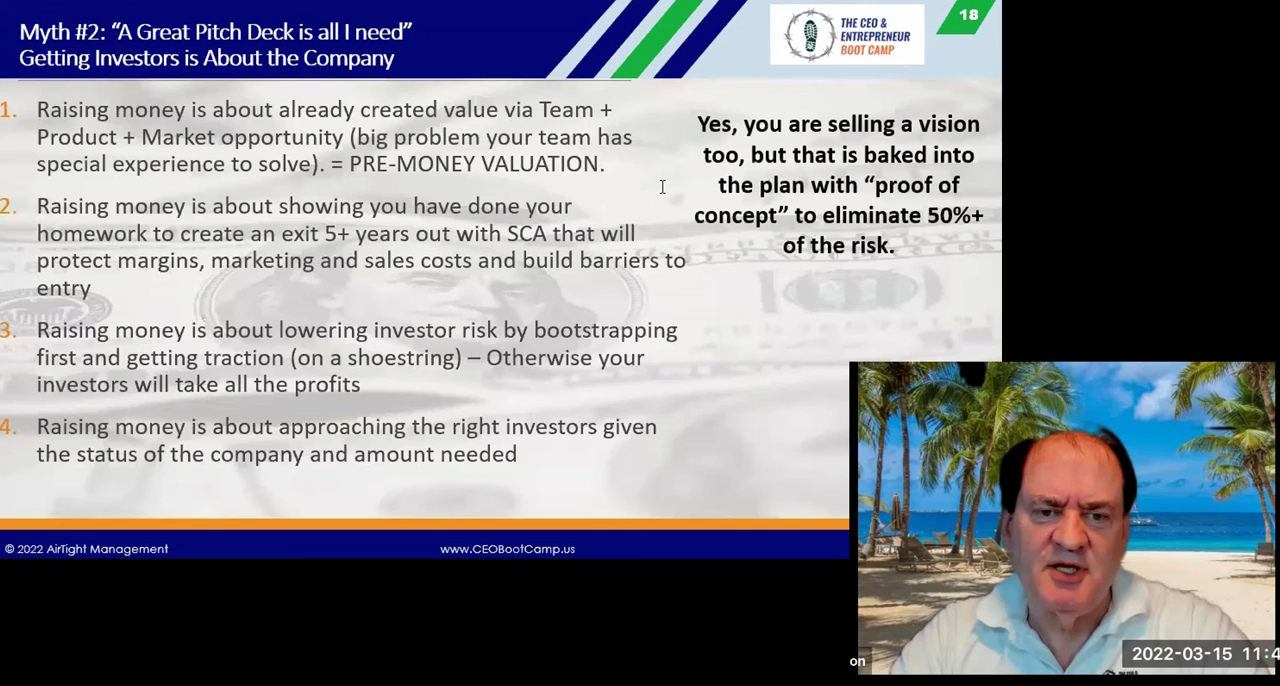 Myth #2: “A Great Pitch Deck is all I need”
Getting Investors is About the Company
THE CEO &
ENTREPRENEUR
BOOT CAMP
18
1. Raising money is about already created value via Team +
Product + Market opportunity (big problem your team has
special experience to solve). = PRE-MONEY VALUATION.
2. Raising money is about showing you have done your
homework to create an exit 5+ years out with SCA that will
protect margins, marketing and sales costs and build barriers to
entry
3. Raising money is about lowering investor risk by bootstrapping
first and getting traction (on a shoestring) – Otherwise your
investors will take all the profits
4. Raising money is about approaching the right investors given
the status of the company and amount needed
Yes, you are selling a vision
too, but that is baked into
the plan with “proof of
concept” to eliminate 50%+
of the risk.
© 2022 AirTight Management
www.CEOBootCamp.us
on
2022-03-15 11:4